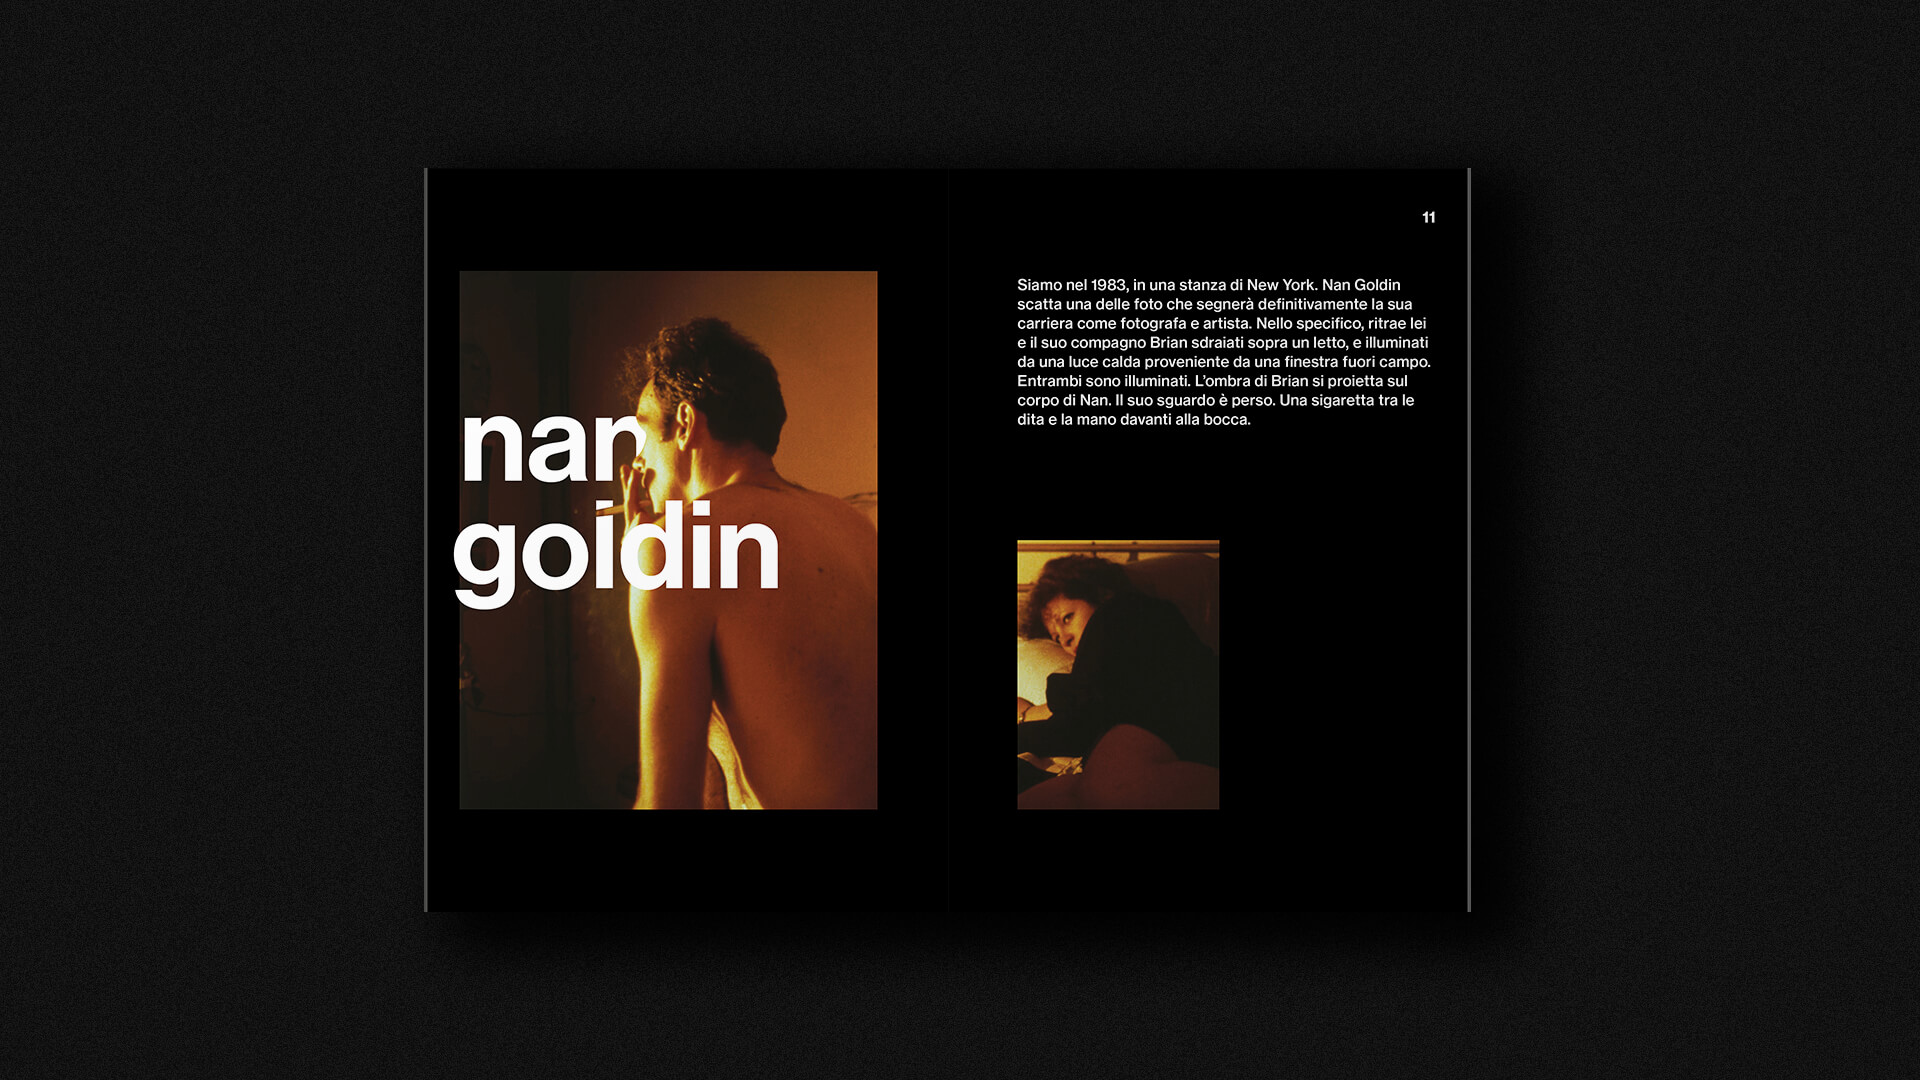 nan
goldin
11
Siamo nel 1983, in una stanza di New York. Nan Goldin
scatta una delle foto che segnerà definitivamente la sua
carriera come fotografa e artista. Nello specifico, ritrae lei
e il suo compagno Brian sdraiati sopra un letto, e illuminati
da una luce calda proveniente da una finestra fuori campo.
Entrambi sono illuminati. L’ombra di Brian si proietta sul
corpo di Nan. Il suo sguardo è perso. Una sigaretta tra le
dita e la mano davanti alla bocca.